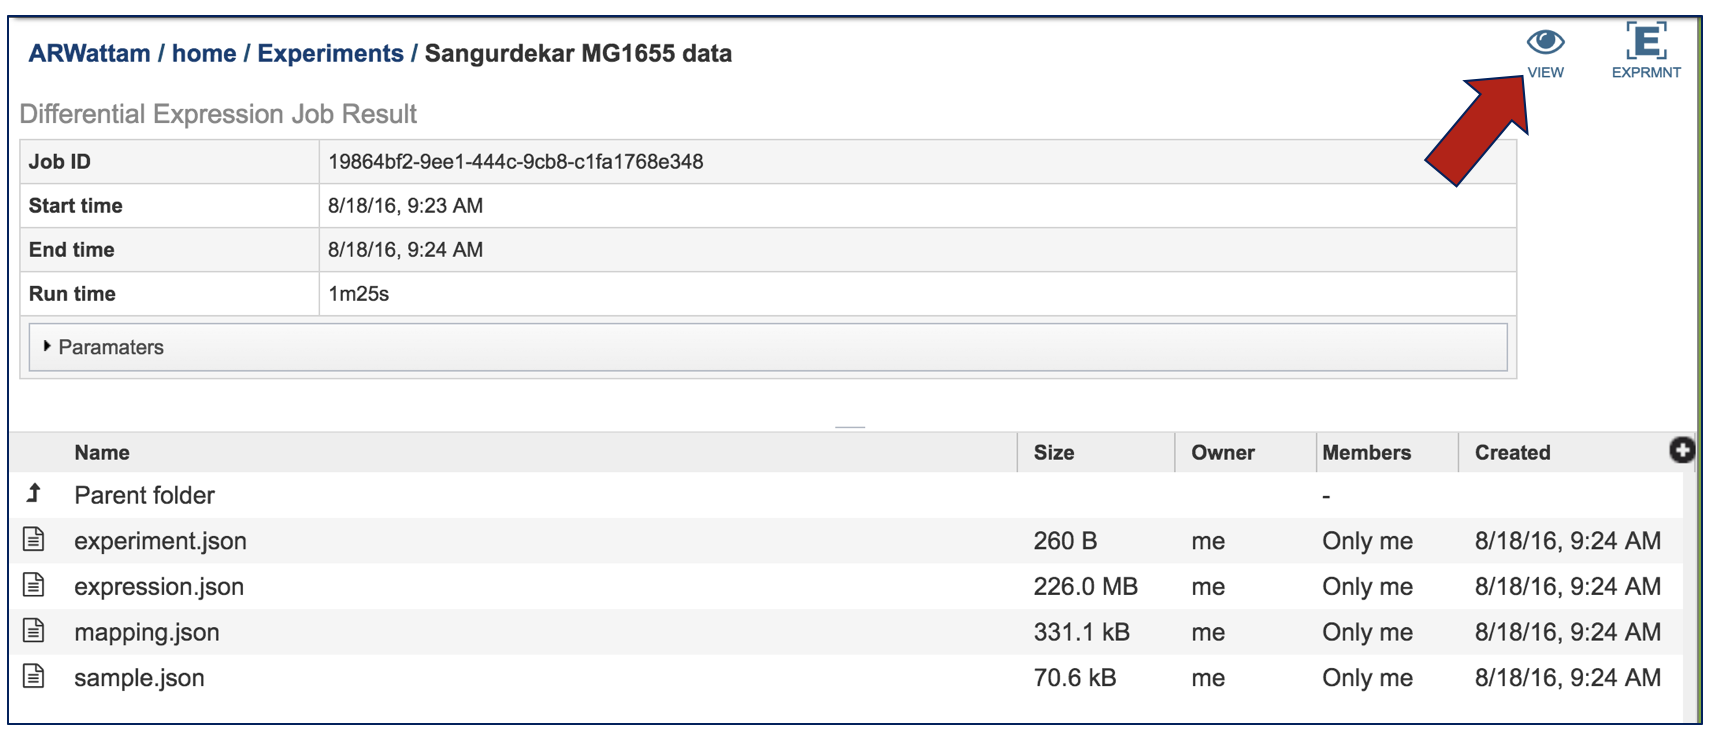 ARWattam / home / Experiments / Sangurdekar MG1655 data
VIEW
EXPRMNT
Differential Expression Job Result
Job ID 19864bf2-9ee1-444c-9cb8-c1fa1768e348
Start time 8/18/16, 9:23 AM
End time 8/18/16, 9:24 AM
Run time 1m25s
Paramaters
Name Size Owner Members Created
Parent folder -
experiment.json 260 B me Only me 8/18/16, 9:24 AM
expression.json 226.0 MB me Only me 8/18/16, 9:24 AM
mapping.json 331.1 kB me Only me 8/18/16, 9:24 AM
sample.json 70.6 kB me Only me 8/18/16, 9:24 AM